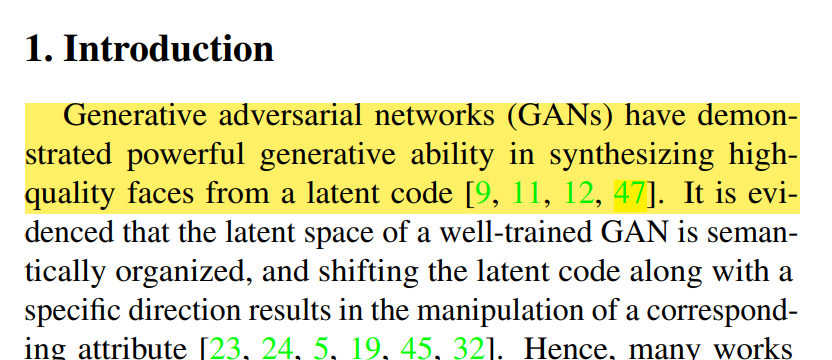 1. Introduction
Generative adversarial networks (GANs) have demon-
strated powerful generative ability in synthesizing high-
quality faces from a latent code [9, 11, 12, 47]. It is evi-
denced that the latent space of a well-trained GAN is seman-
tically organized, and shifting the latent code along with a
specific direction results in the manipulation of a correspond-
ing attribute [23, 24, 5, 19, 45, 32]. Hence, many works